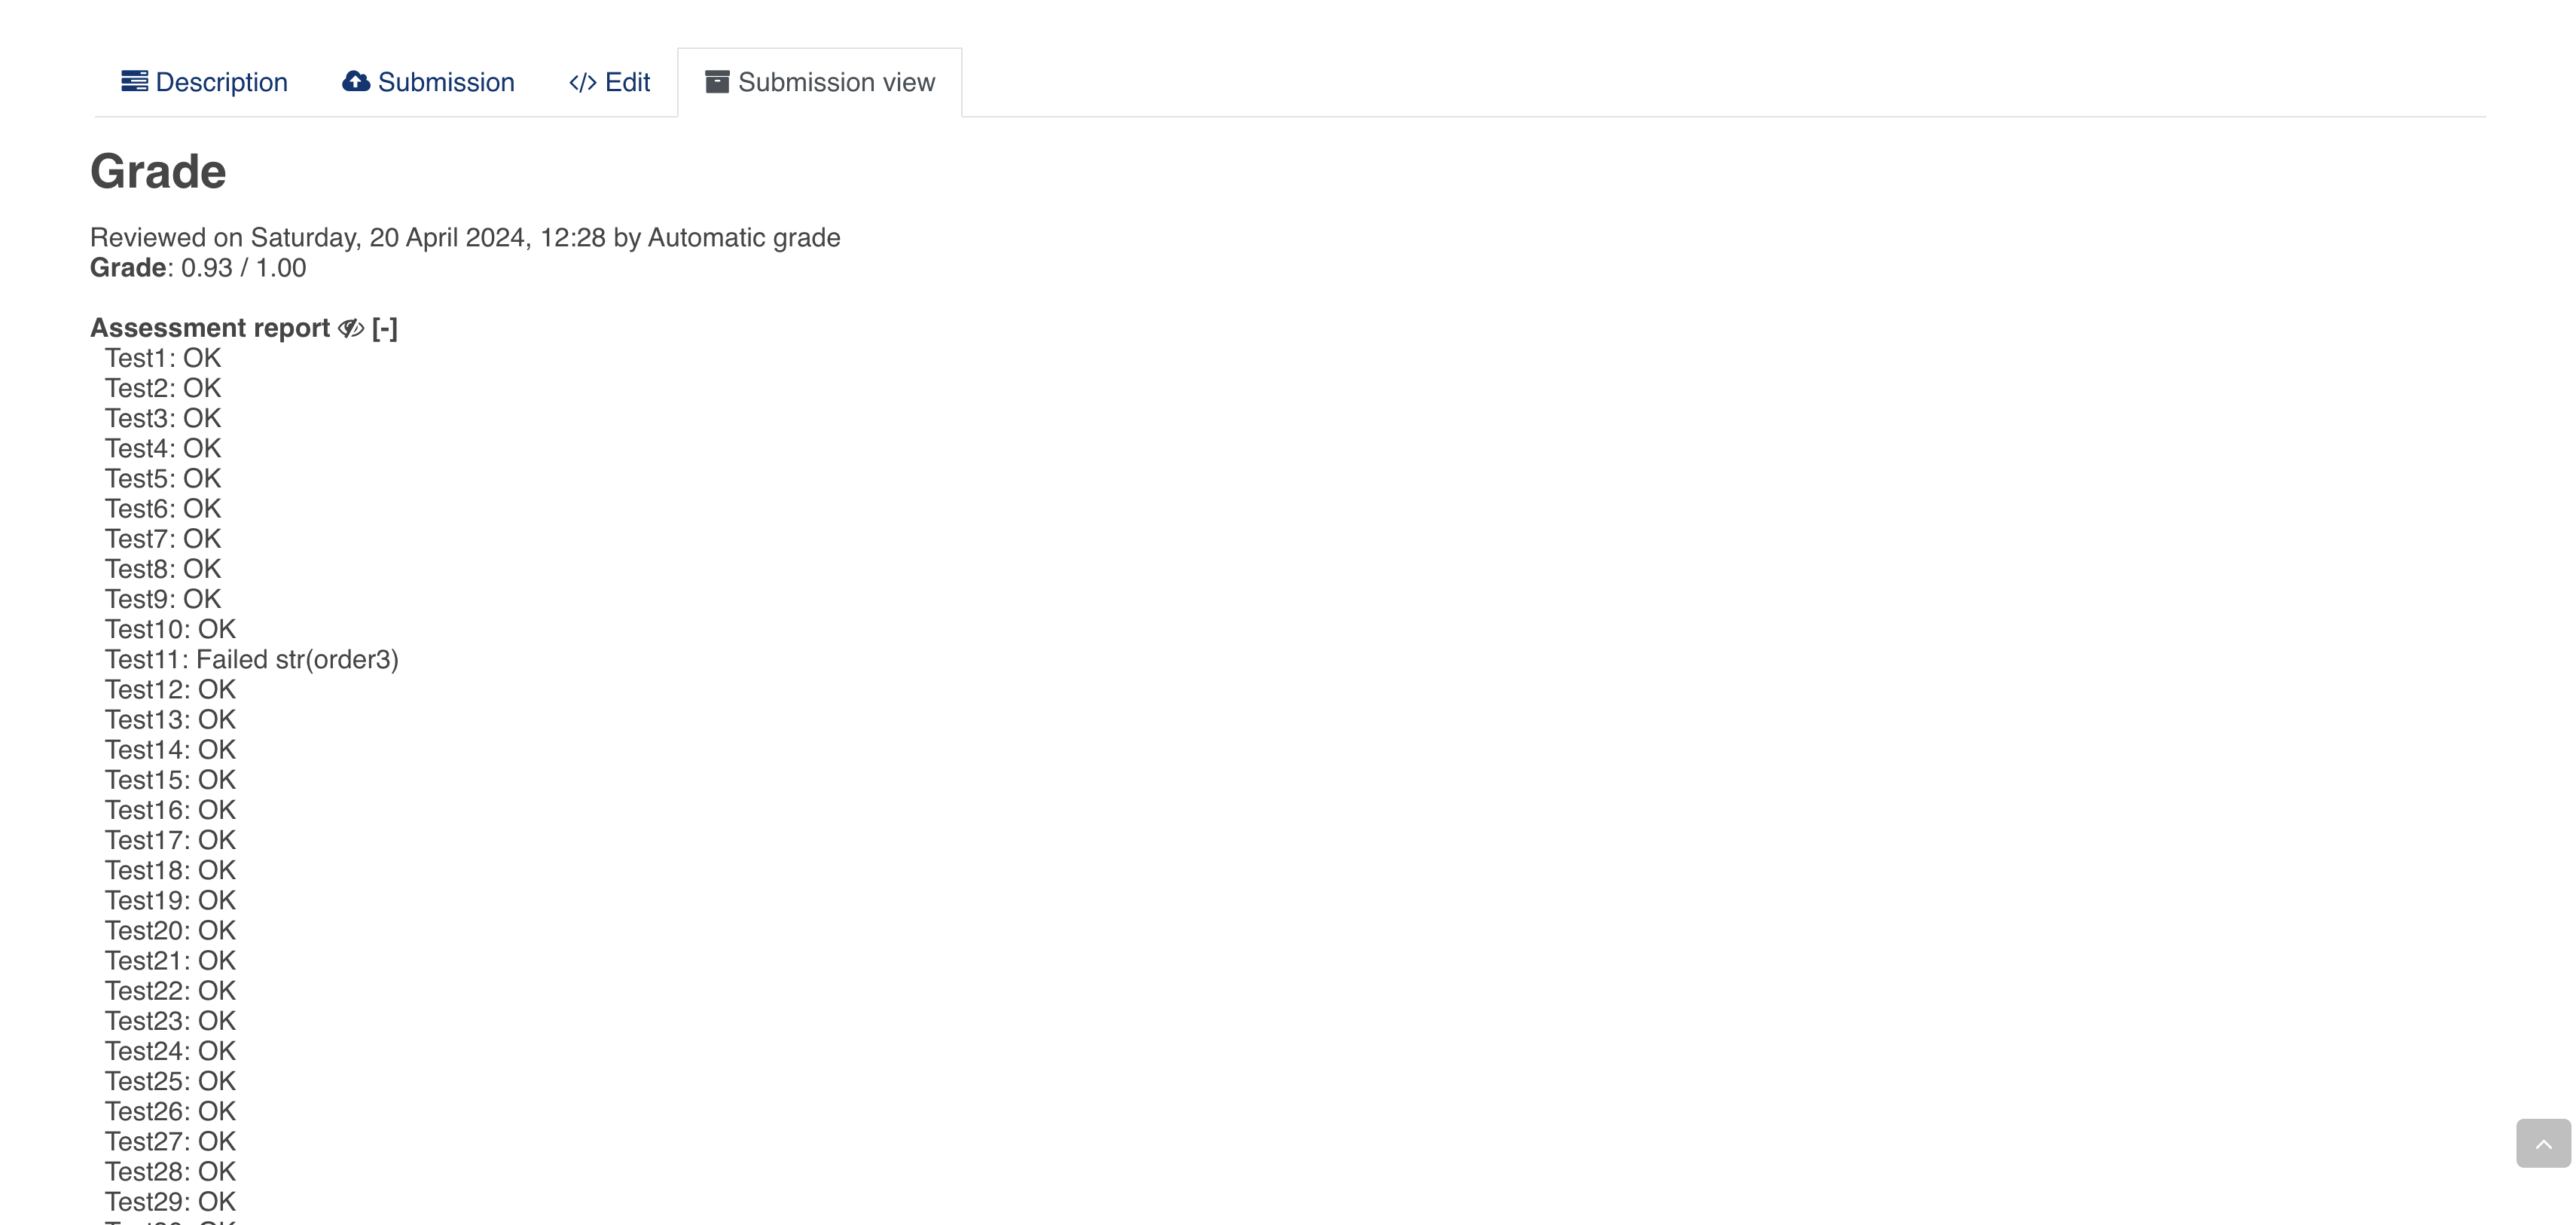 Description Submission </> Edit Submission view
Grade
Reviewed on Saturday, 20 April 2024, 12:28 by Automatic grade
Grade: 0.93 / 1.00
Assessment report [-]
Test1: OK
Test2: OK
Test3: OK
Test4: OK
Test5: OK
Test6: OK
Test7: OK
Test8: OK
Test9: OK
Test10: OK
Test11: Failed str(order3)
Test12: OK
Test13: OK
Test14: OK
Test15: OK
Test16: OK
Test17: OK
Test18: OK
Test19: OK
Test20: OK
Test21: OK
Test22: OK
Test23: OK
Test24: OK
Test25: OK
Test26: OK
Test27: OK
Test28: OK
Test29: OK